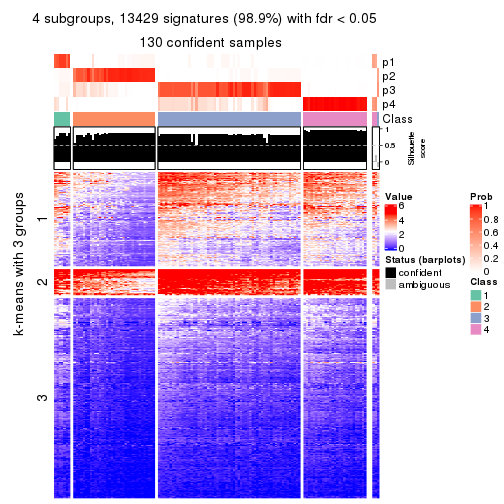 4 subgroups, 13429 signatures (98.9%) with fdr < 0.05
130 confident samples
p1
p2
p3
p4
Class
1
0.5
0
Silhouette
score
k-means with 3 groups
1
2
3
Value
6
4
2
0
Status (barplots)
confident
ambiguous
Prob
1
0.8
0.6
0.4
0.2
0
Class
1
2
3
4